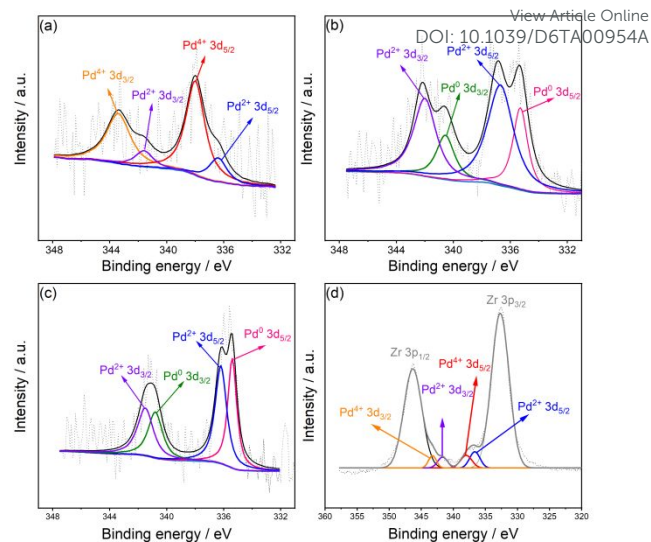 View Article Online
DOI: 10.1039/D6TA00954A
(a)
Pd⁴⁺ 3d₅/₂
Pd⁴⁺ 3d₃/₂
Pd²⁺ 3d₃/₂
Pd²⁺ 3d₅/₂
Intensity / a.u.
348 344 340 336 332
Binding energy / eV
(b)
Pd²⁺ 3d₃/₂
Pd²⁺ 3d₅/₂
Pd⁰ 3d₃/₂
Pd⁰ 3d₅/₂
Intensity / a.u.
344 340 336 332
Binding energy / eV
(c)
Pd²⁺ 3d₅/₂
Pd⁰ 3d₅/₂
Pd²⁺ 3d₃/₂
Pd⁰ 3d₃/₂
Intensity / a.u.
348 344 340 336 332
Binding energy / eV
(d)
Zr 3p₃/₂
Zr 3p₁/₂
Pd⁴⁺ 3d₅/₂
Pd²⁺ 3d₃/₂
Pd⁴⁺ 3d₃/₂
Pd²⁺ 3d₅/₂
Intensity / a.u.
360 355 350 345 340 335 330 325 320
Binding energy / eV